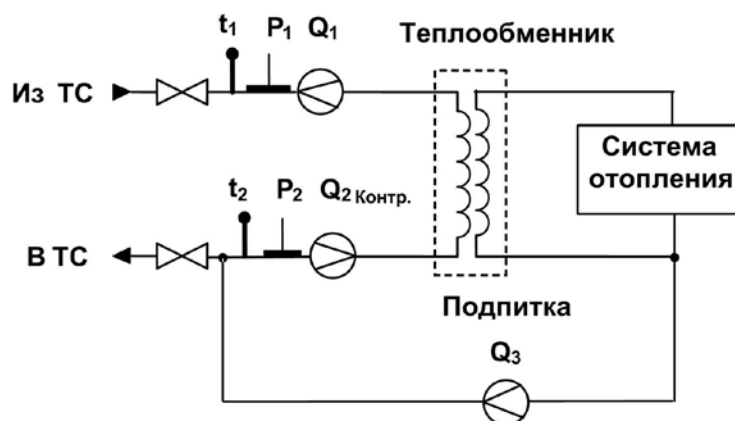 t₁ P₁ Q₁ Теплообменник
Из ТС
Система
отопления
t₂ P₂ Q₂ Контр.
В ТС
Подпитка
Q₃